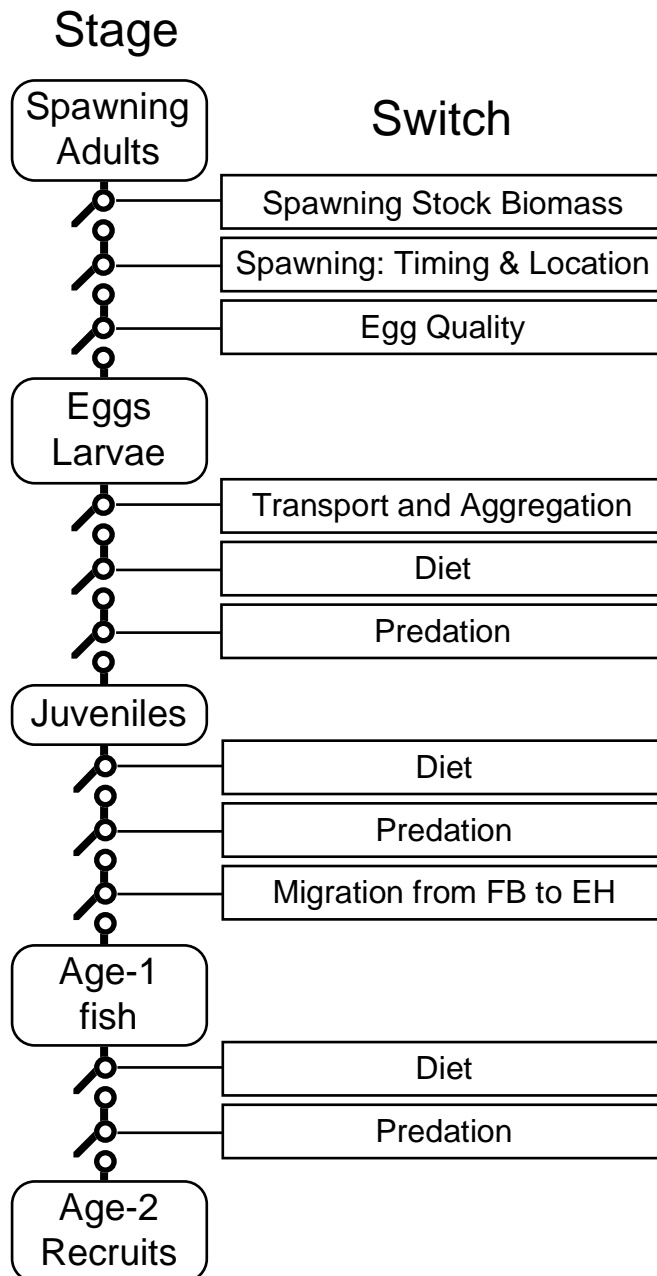 Stage
Switch
Spawning
Adults
Spawning Stock Biomass
Spawning: Timing & Location
Egg Quality
Eggs
Larvae
Transport and Aggregation
Diet
Predation
Juveniles
Diet
Predation
Migration from FB to EH
Age-1
fish
Diet
Predation
Age-2
Recruits